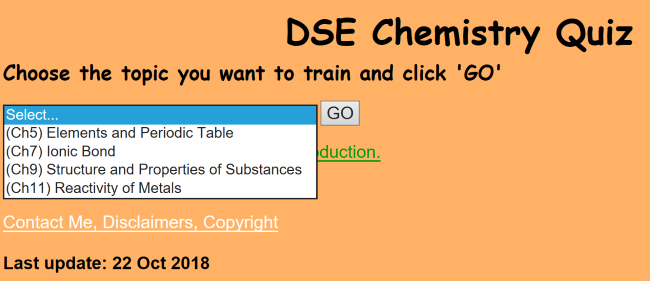 DSE Chemistry Quiz
Choose the topic you want to train and click 'GO'
Select... GO
(Ch5) Elements and Periodic Table
(Ch7) Ionic Bond
(Ch9) Structure and Properties of Substances
(Ch11) Reactivity of Metals
Contact Me, Disclaimers, Copyright
Last update: 22 Oct 2018